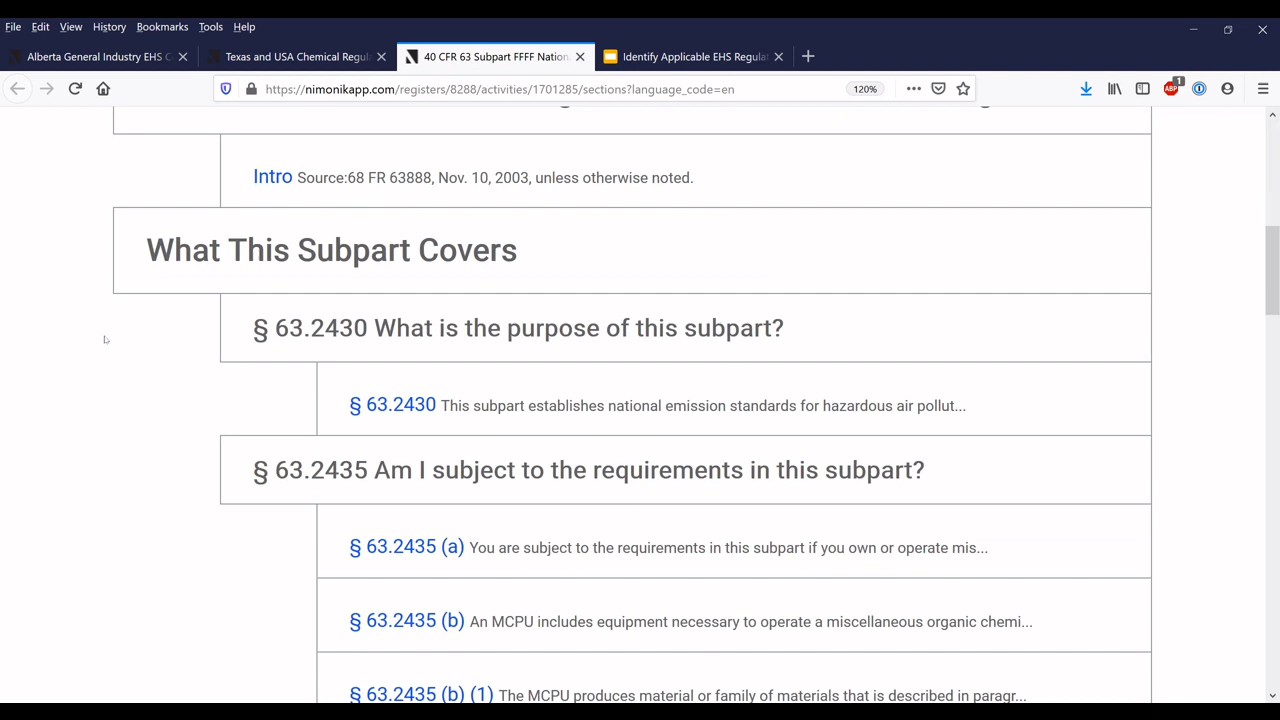 File Edit View History Bookmarks Tools Help
Alberta General Industry EHS C
Texas and USA Chemical Regul
40 CFR 63 Subpart FFFF Nation
Identify Applicable EHS Regulat
https://nimonikapp.com/registers/8288/activities/1701285/sections?language_code=en
120%
1
ABP
Intro Source:68 FR 63888, Nov. 10, 2003, unless otherwise noted.
What This Subpart Covers
§ 63.2430 What is the purpose of this subpart?
§ 63.2430 This subpart establishes national emission standards for hazardous air pollut...
§ 63.2435 Am I subject to the requirements in this subpart?
§ 63.2435 (a) You are subject to the requirements in this subpart if you own or operate mis...
§ 63.2435 (b) An MCPU includes equipment necessary to operate a miscellaneous organic chemi...
§ 63.2435 (b) (1) The MCPU produces material or family of materials that is described in paragr...